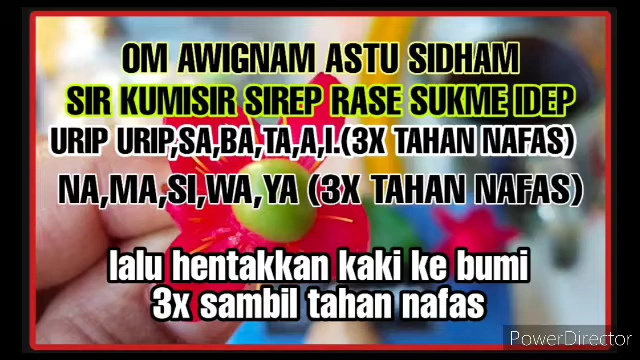 OM AWIGNAM ASTU SIDHAM
SIR KUMISIR SIREP RASE SUKME IDEP
URIP URIP,SA,BA,TA,A,I.(3X TAHAN NAFAS)
NA,MA,SI,WA,YA (3X TAHAN NAFAS)
lalu hentakkan kaki ke bumi
3x sambil tahan nafas
PowerDirector